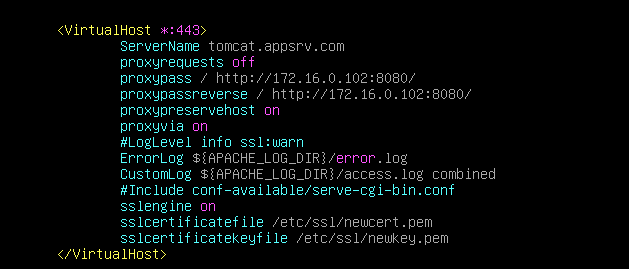 <VirtualHost *:443>
ServerName tomcat.appsrv.com
proxyrequests off
proxypass / http://172.16.0.102:8080/
proxypassreverse / http://172.16.0.102:8080/
proxypreservehost on
proxyvia on
#LogLevel info ssl:warn
ErrorLog ${APACHE_LOG_DIR}/error.log
CustomLog ${APACHE_LOG_DIR}/access.log combined
#Include conf-available/serve-cgi-bin.conf
sslengine on
sslcertificatefile /etc/ssl/newcert.pem
sslcertificatekeyfile /etc/ssl/newkey.pem
</VirtualHost>